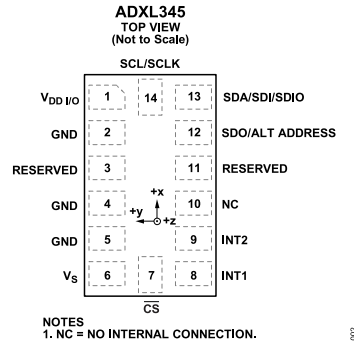 ADXL345
TOP VIEW
(Not to Scale)
SCL/SCLK
VDD I/O 1 14 13 SDA/SDI/SDIO
GND 2 12 SDO/ALT ADDRESS
RESERVED 3 11 RESERVED
GND 4 +x +y +z 10 NC
GND 5 9 INT2
VS 6 7 8 INT1
CS
NOTES
1. NC = NO INTERNAL CONNECTION.
002